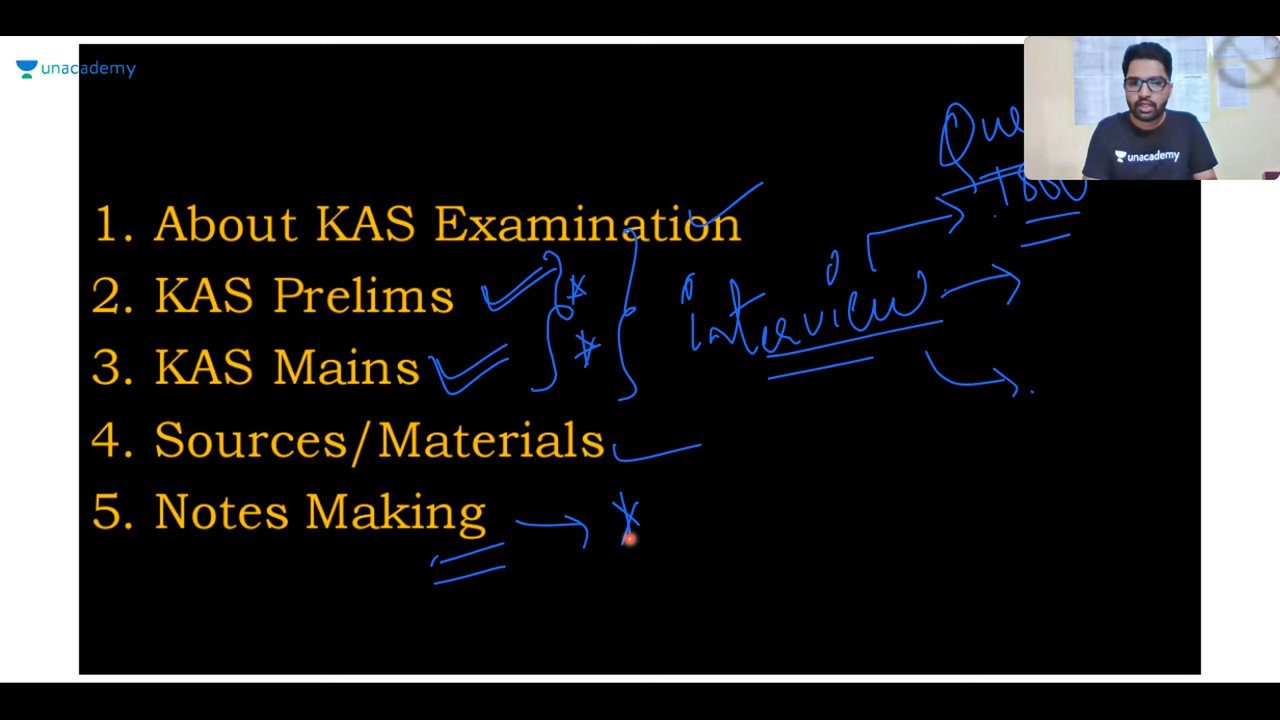 unacademy
unacademy
1. About KAS Examination
2. KAS Prelims
3. KAS Mains
4. Sources/Materials
5. Notes Making
interview